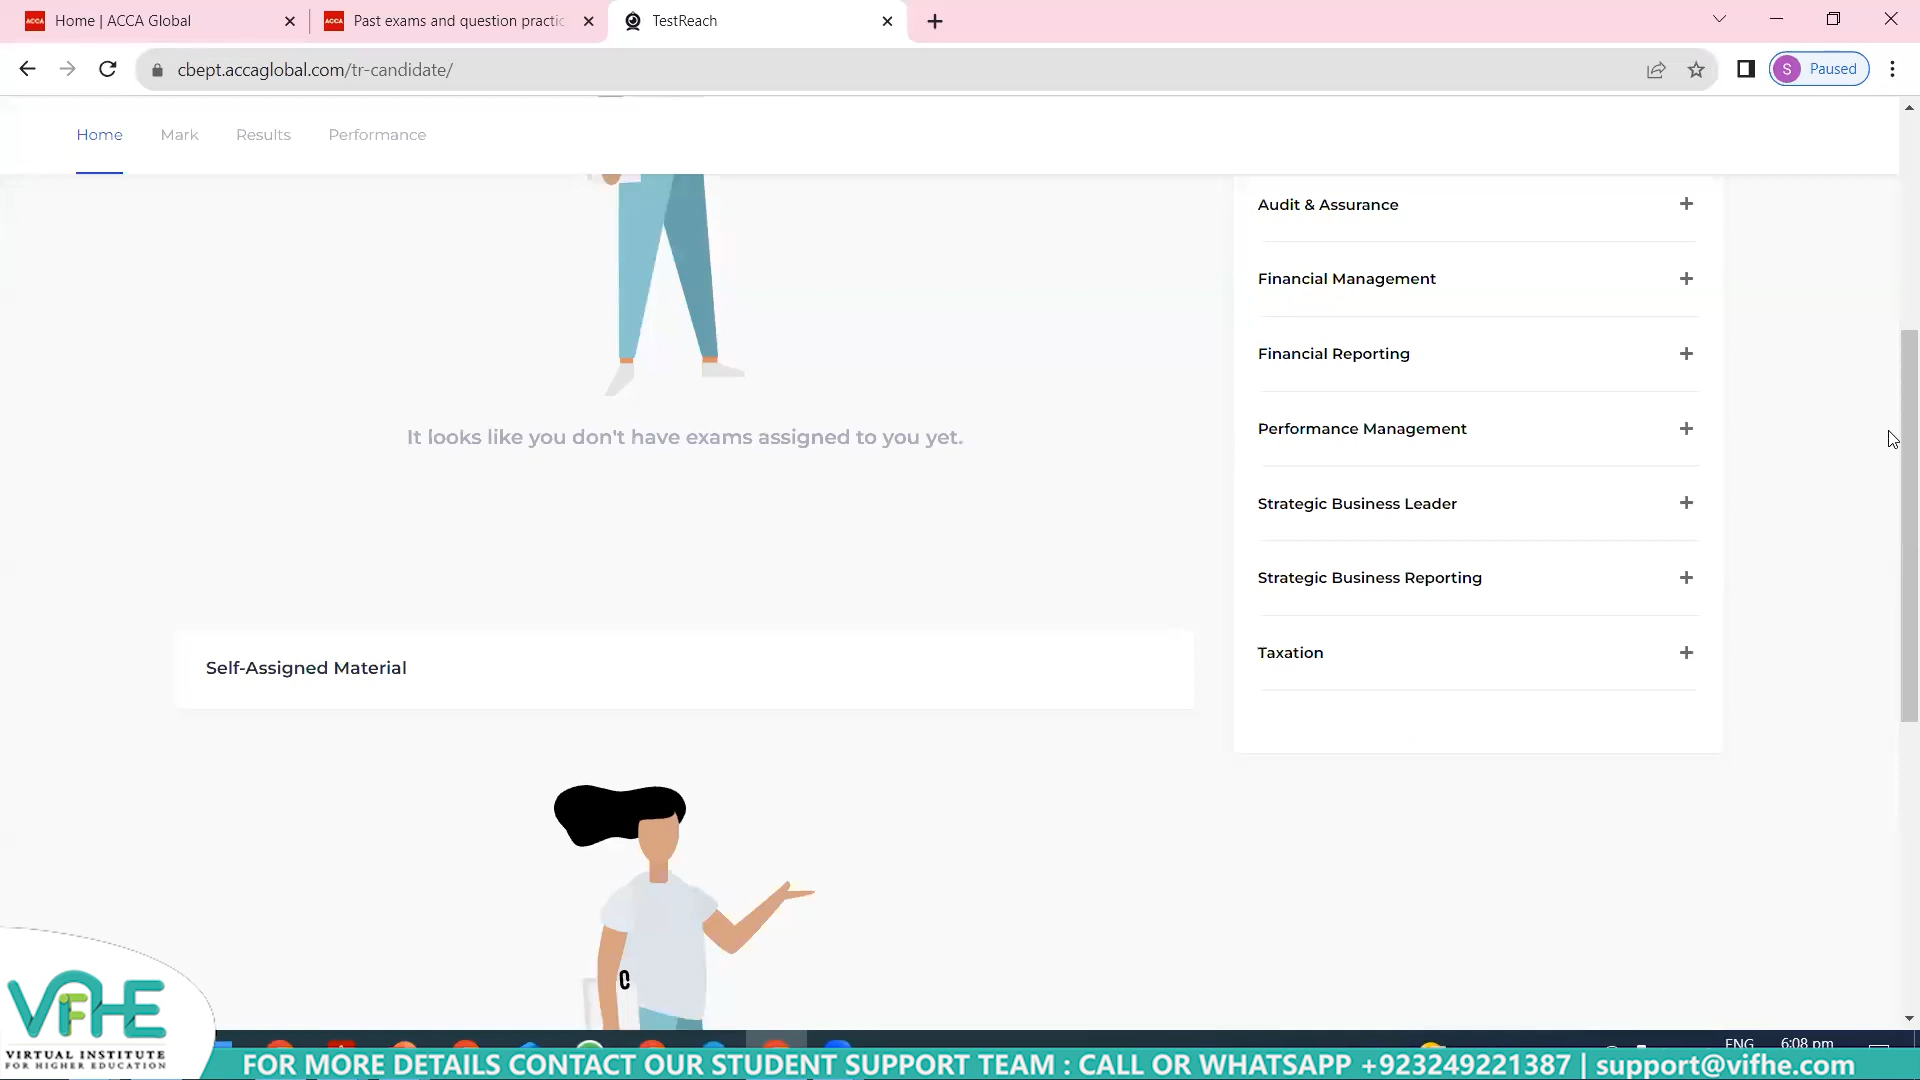 Home | ACCA Global
Past exams and question practic
TestReach
cbept.accaglobal.com/tr-candidate/
S
Paused
Home
Mark
Results
Performance
Audit & Assurance
Financial Management
Financial Reporting
It looks like you don't have exams assigned to you yet.
Performance Management
Strategic Business Leader
Strategic Business Reporting
Self-Assigned Material
Taxation
ENG
6:08 pm
VIFHE
VIRTUAL INSTITUTE
FOR HIGHER EDUCATION
FOR MORE DETAILS CONTACT OUR STUDENT SUPPORT TEAM : CALL OR WHATSAPP +923249221387 | support@vifhe.com